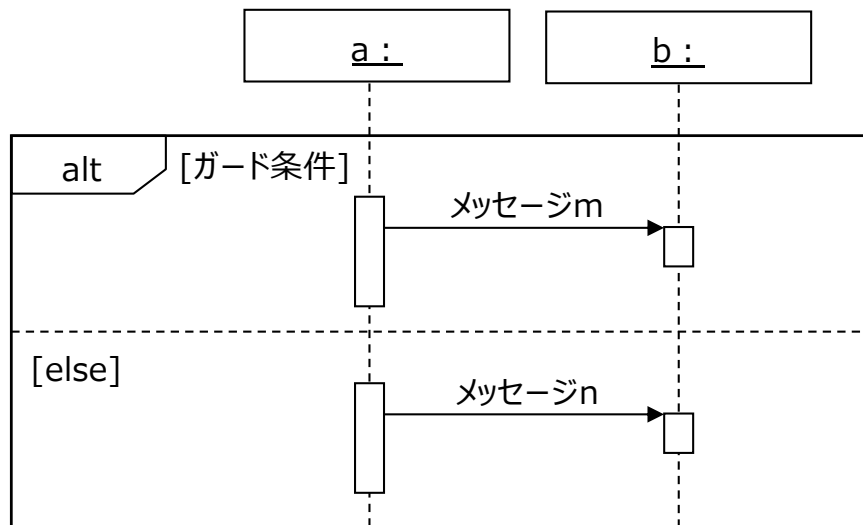 a：
b：
alt
[ガード条件]
メッセージm
[else]
メッセージn